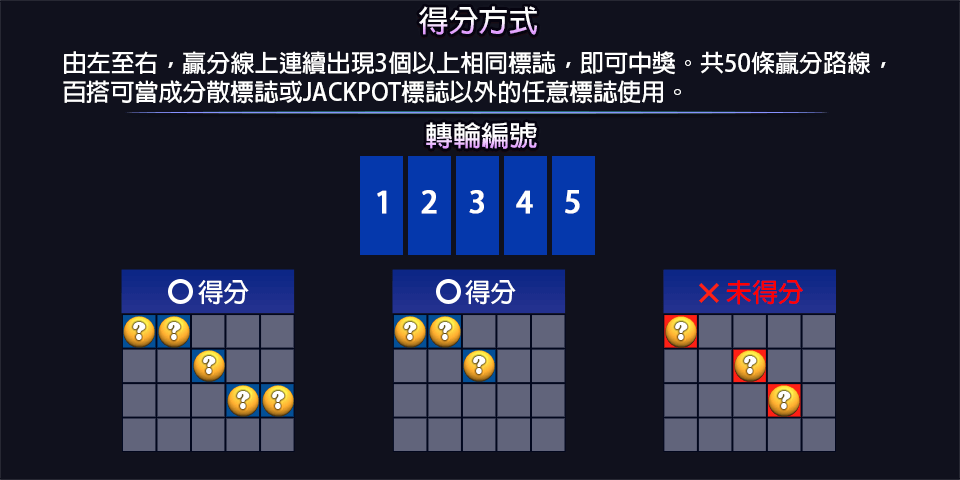 得分方式
由左至右，贏分線上連續出現3個以上相同標誌，即可中獎。共50條贏分路線，
百搭可當成分散標誌或JACKPOT標誌以外的任意標誌使用。
轉輪編號
1 2 3 4 5
○得分 ○得分 ×未得分
? ? ? ? ?
? ? ?
? ? ?